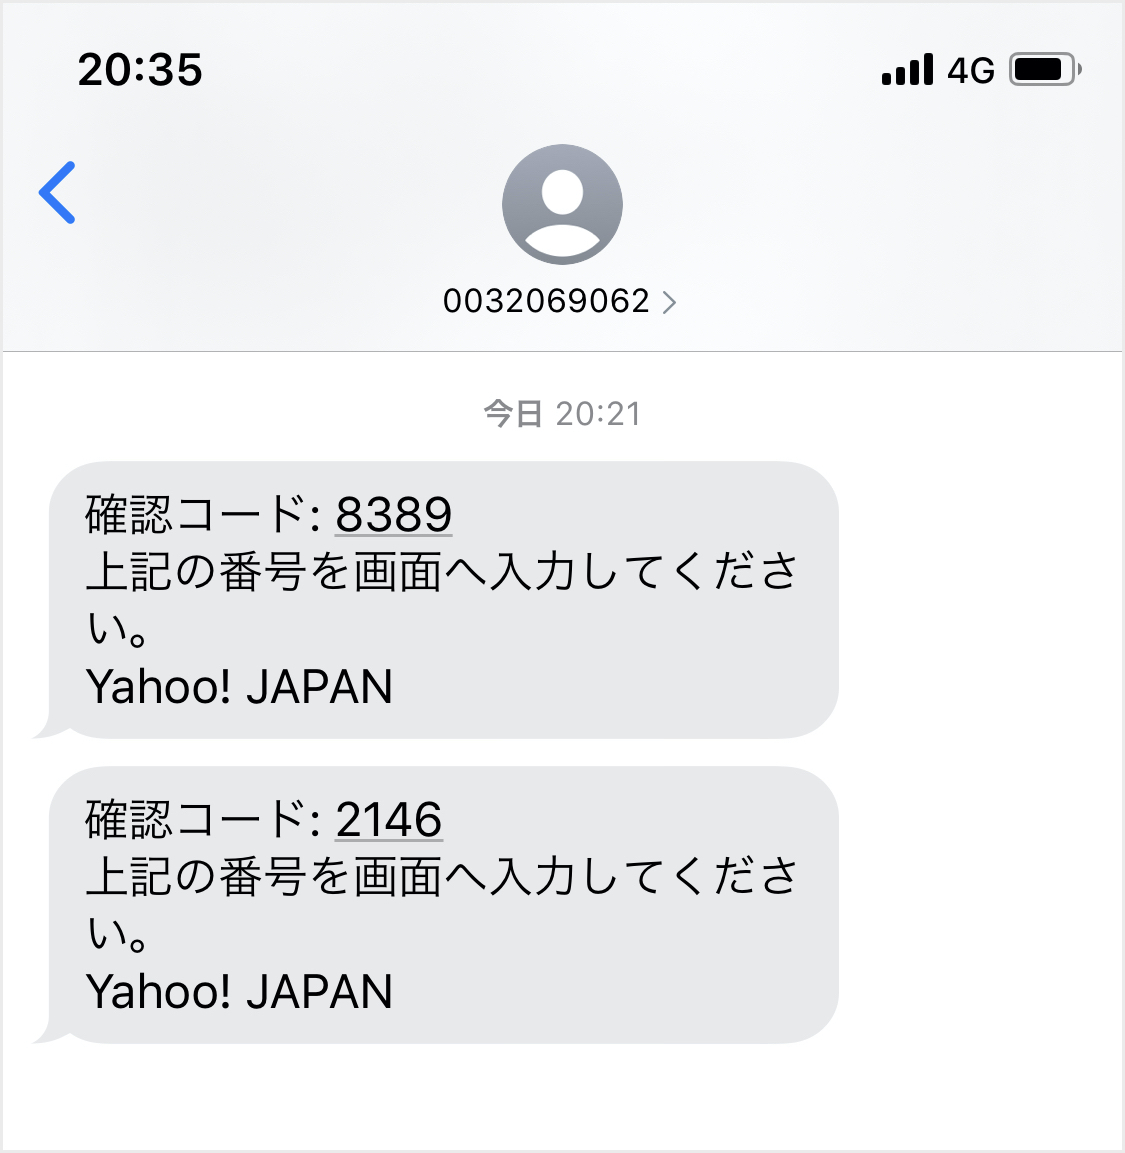 20:35
4G
0032069062
今日 20:21
確認コード: 8389
上記の番号を画面へ入力してくださ
い。
Yahoo! JAPAN
確認コード: 2146
上記の番号を画面へ入力してくださ
い。
Yahoo! JAPAN